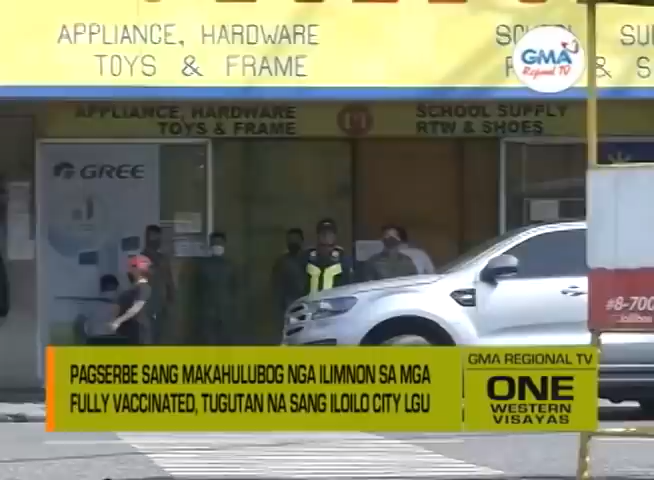 APPLIANCE, HARDWARE
TOYS & FRAME
GMA
Regional TV
& S
APPLIANCE, HARDWARE
TOYS & FRAME
SCHOOL SUPPLY
RTW & SHOES
GREE
#8-700
Jollibee
PAGSERBE SANG MAKAHULUBOG NGA ILIMNON SA MGA
FULLY VACCINATED, TUGUTAN NA SANG ILOILO CITY LGU
GMA REGIONAL TV
ONE
WESTERN
VISAYAS